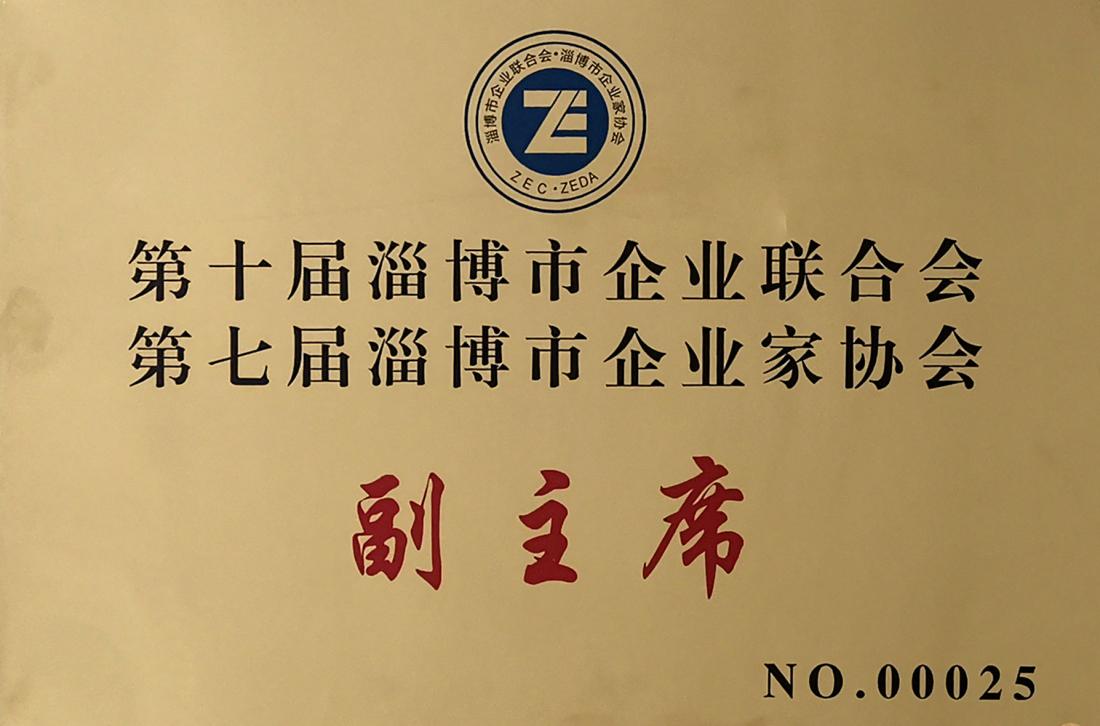 淄博市企业联合会·淄博市企业家协会
ZE
ZEC·ZEDA
第十届淄博市企业联合会
第七届淄博市企业家协会
副主席
NO.00025